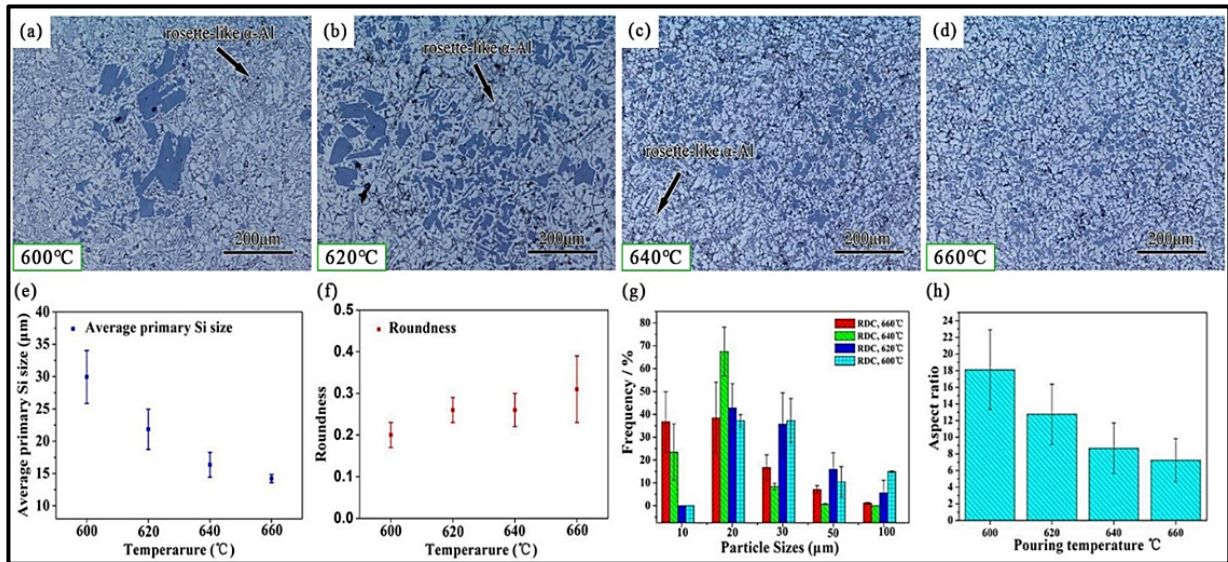 (a)
rosette-like α-Al
200μm
600℃
(b)
rosette-like α-Al
200μm
620℃
(c)
rosette-like α-Al
200μm
640℃
(d)
200μm
660℃
(e)
Average primary Si size
Average primary Si size (μm)
40
35
30
25
20
15
10
600 620 640 660
Temperarure (℃)
(f)
Roundness
Roundness
0.5
0.4
0.3
0.2
0.1
0.0
600 620 640 660
Temperarure (℃)
(g)
RDC, 660℃
RDC, 640℃
RDC, 620℃
RDC, 600℃
Frequency / %
80
70
60
50
40
30
20
10
0
10 20 30 50 100
Particle Sizes (μm)
(h)
Aspect ratio
24
22
20
18
16
14
12
10
8
6
4
2
0
600 620 640 660
Pouring temperature ℃